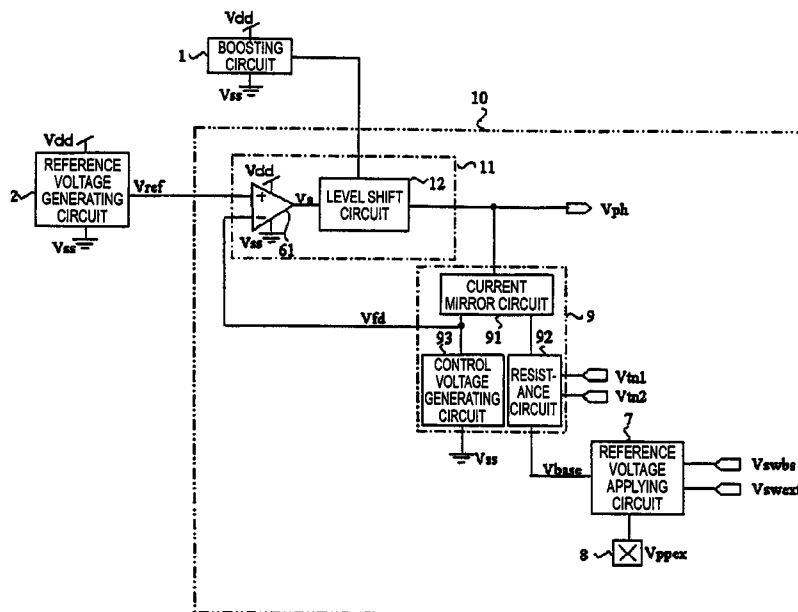 Vdd
1
BOOSTING
CIRCUIT
Vss
10
Vdd
2
REFERENCE
VOLTAGE
GENERATING
CIRCUIT
Vref
Vss
11
Vdd
+
−
Va
61
Vss
12
LEVEL SHIFT
CIRCUIT
Vph
CURRENT
MIRROR CIRCUIT
9
Vfd
91
93
92
CONTROL
VOLTAGE
GENERATING
CIRCUIT
RESIST-
ANCE
CIRCUIT
Vtn1
Vtn2
Vss
7
Vbase
REFERENCE
VOLTAGE
APPLYING
CIRCUIT
Vswbs
Vswext
8
Vppex